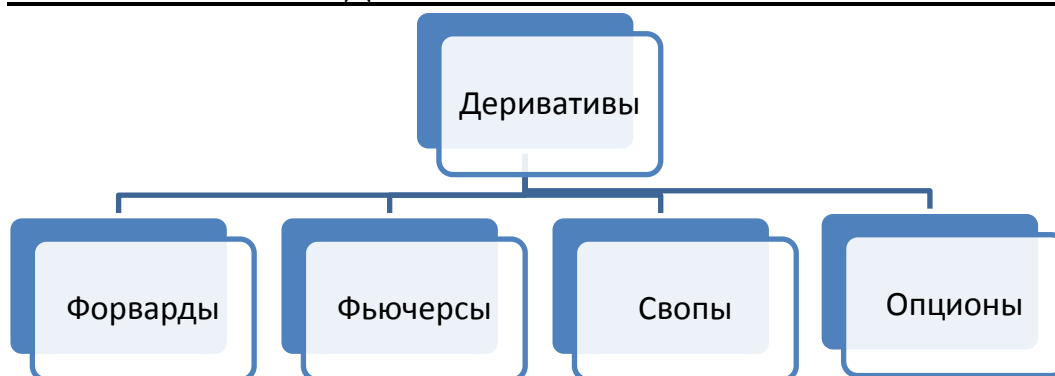 Деривативы
Форварды
Фьючерсы
Свопы
Опционы